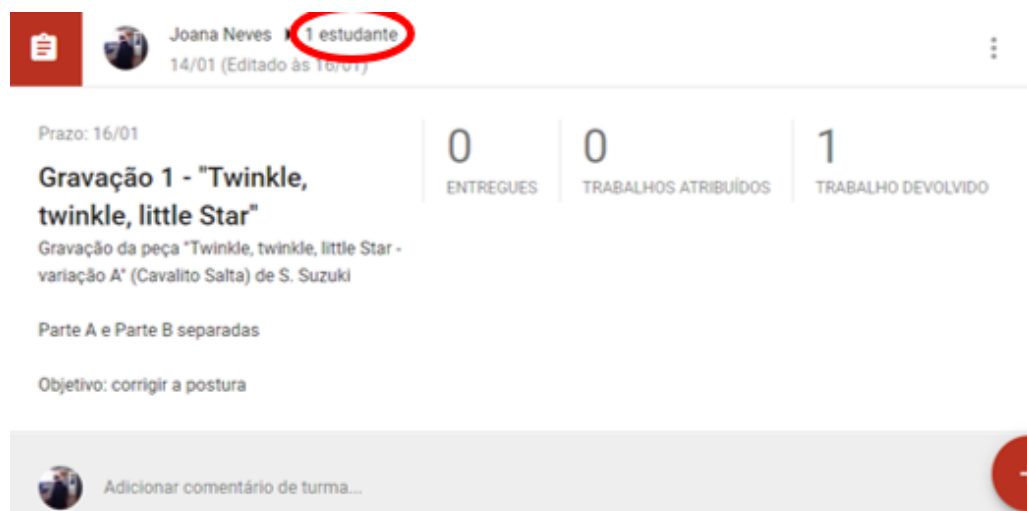 Joana Neves ▸ 1 estudante
14/01 (Editado às 16/01)
Prazo: 16/01
Gravação 1 - "Twinkle,
twinkle, little Star"
Gravação da peça "Twinkle, twinkle, little Star -
variação A" (Cavalito Salta) de S. Suzuki
Parte A e Parte B separadas
Objetivo: corrigir a postura
0
ENTREGUES
0
TRABALHOS ATRIBUÍDOS
1
TRABALHO DEVOLVIDO
Adicionar comentário de turma...